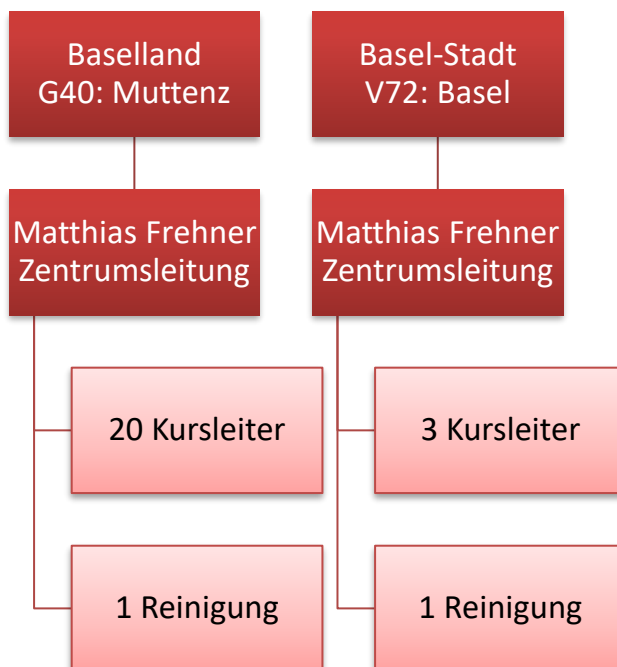 Baselland
G40: Muttenz
Matthias Frehner
Zentrumsleitung
20 Kursleiter
1 Reinigung
Basel-Stadt
V72: Basel
Matthias Frehner
Zentrumsleitung
3 Kursleiter
1 Reinigung